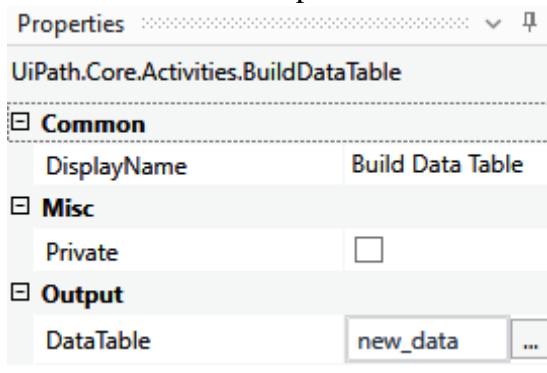 Properties
UiPath.Core.Activities.BuildDataTable
Common
DisplayName Build Data Table
Misc
Private
Output
DataTable new_data ...